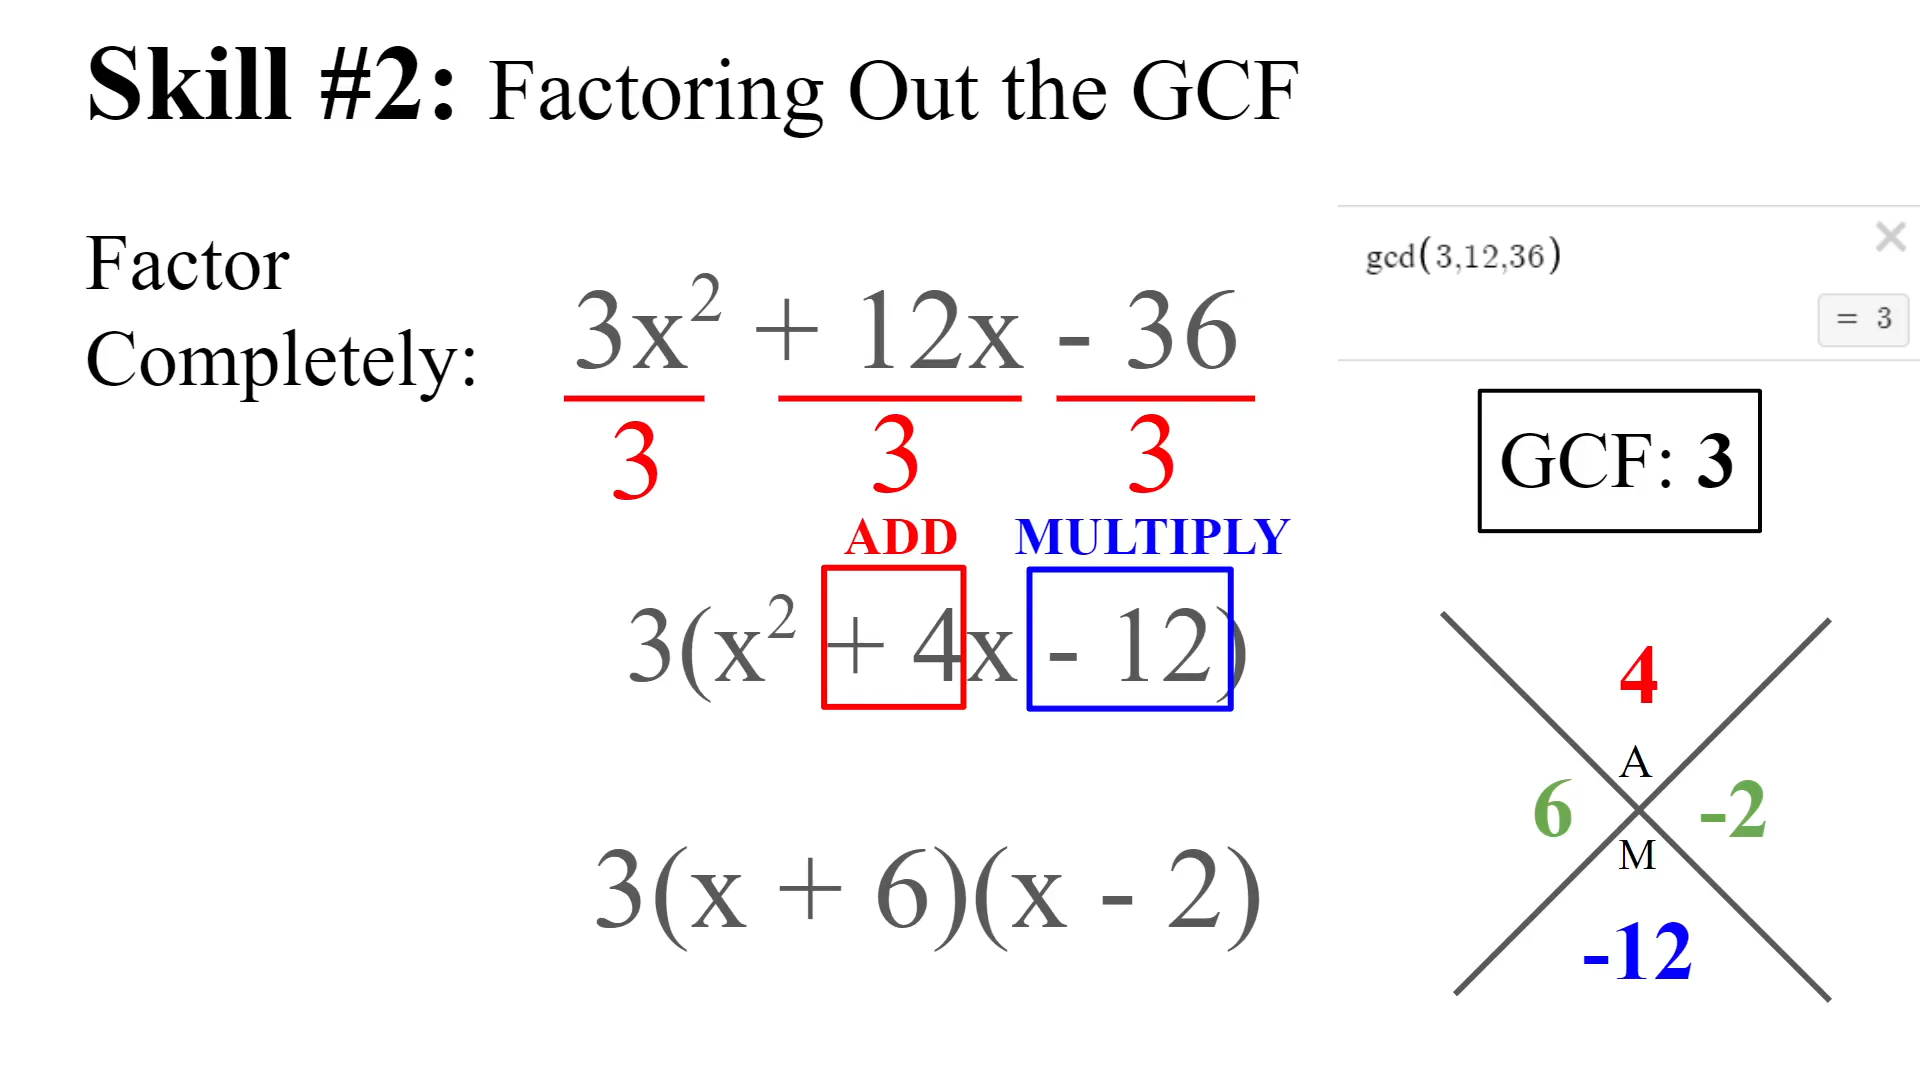 Skill #2: Factoring Out the GCF
Factor
Completely:
3x² + 12x - 36
3 3 3
gcd(3,12,36)
= 3
GCF: 3
ADD MULTIPLY
3(x² + 4x - 12)
3(x + 6)(x - 2)
4
A
6 -2
M
-12